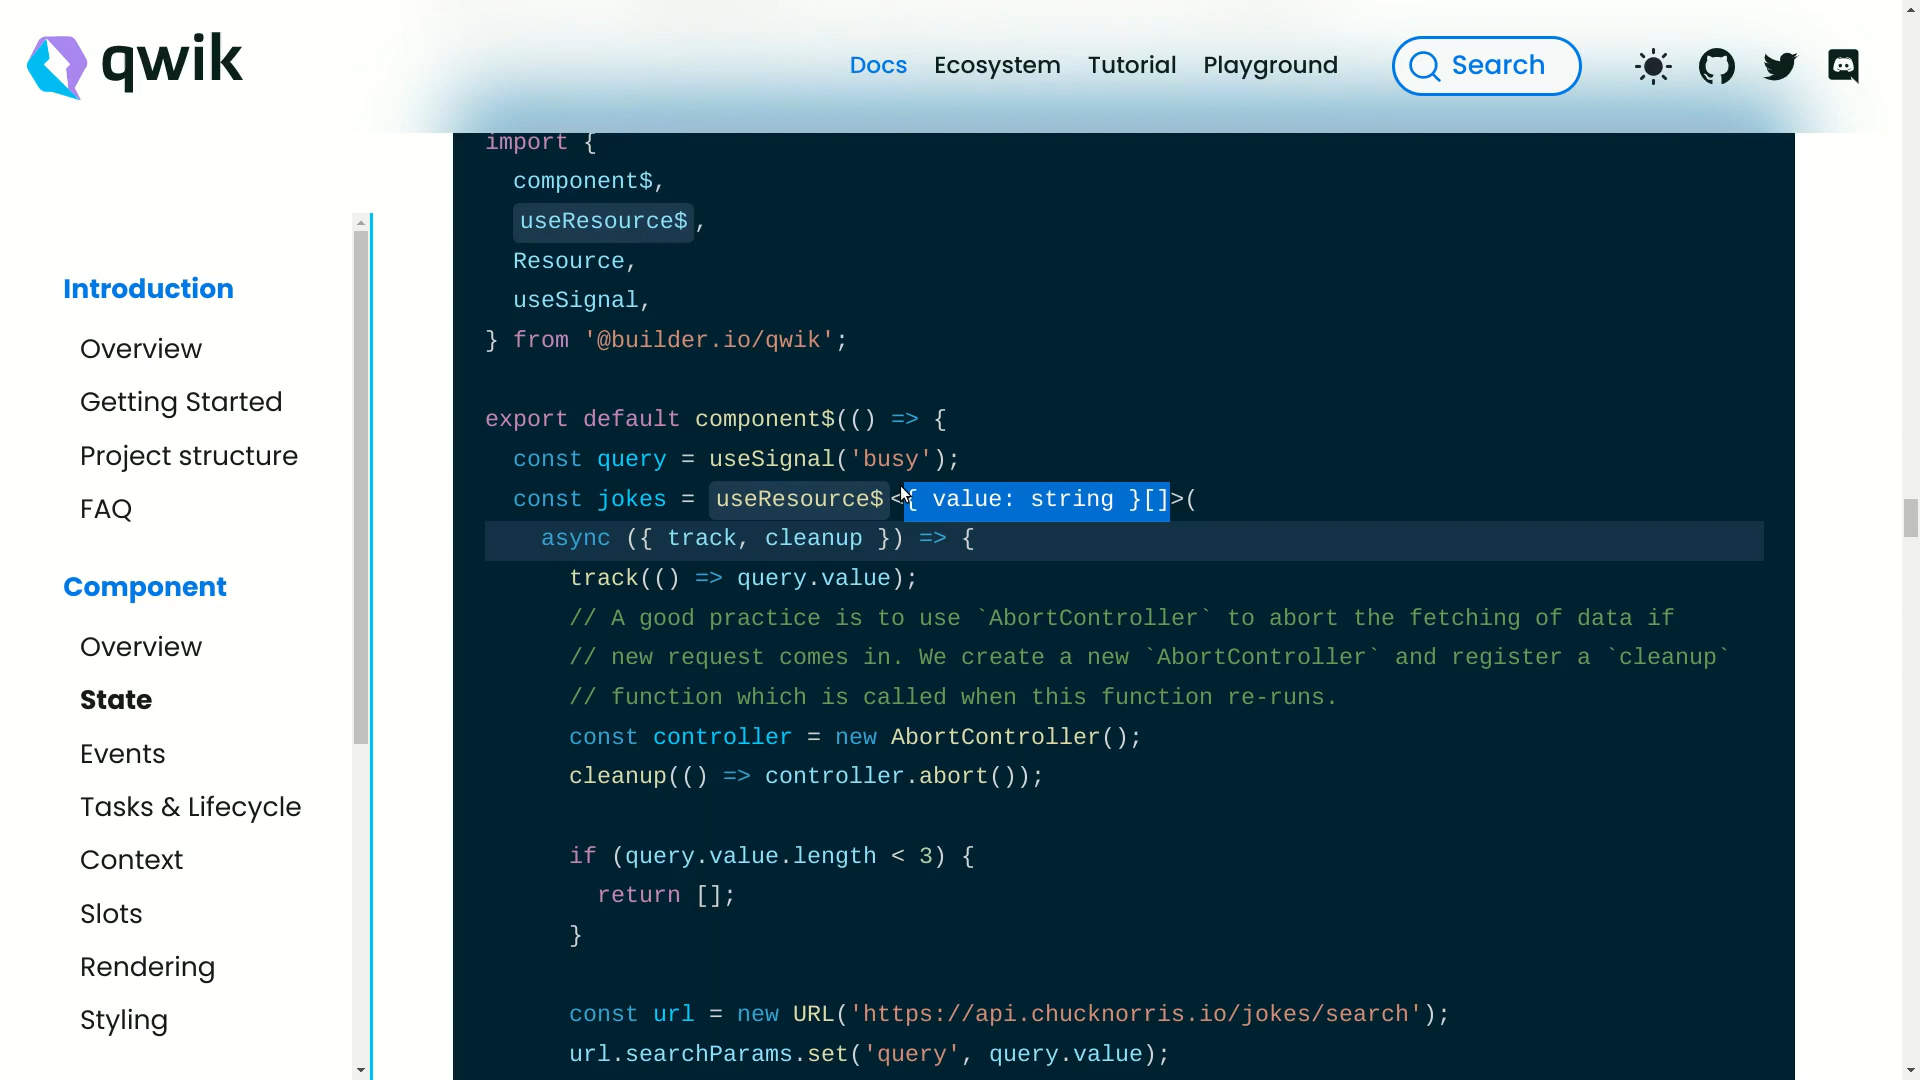 qwik
Docs Ecosystem Tutorial Playground Search
Introduction
Overview
Getting Started
Project structure
FAQ
Component
Overview
State
Events
Tasks & Lifecycle
Context
Slots
Rendering
Styling
import {
component$,
useResource$,
Resource,
useSignal,
} from '@builder.io/qwik';
export default component$(() => {
const query = useSignal('busy');
const jokes = useResource$<{ value: string }[]>(
async ({ track, cleanup }) => {
track(() => query.value);
// A good practice is to use `AbortController` to abort the fetching of data if
// new request comes in. We create a new `AbortController` and register a `cleanup`
// function which is called when this function re-runs.
const controller = new AbortController();
cleanup(() => controller.abort());
if (query.value.length < 3) {
return [];
}
const url = new URL('https://api.chucknorris.io/jokes/search');
url.searchParams.set('query', query.value);